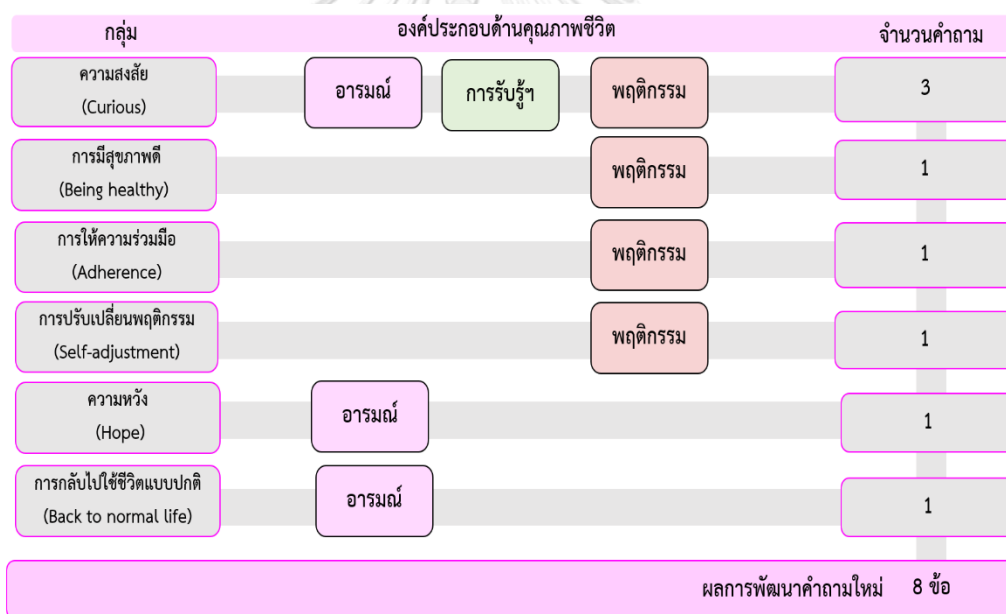 กลุ่ม องค์ประกอบด้านคุณภาพชีวิต จำนวนคำถาม
ความสงสัย
(Curious)
อารมณ์ การรับรู้ฯ พฤติกรรม 3
การมีสุขภาพดี
(Being healthy)
พฤติกรรม 1
การให้ความร่วมมือ
(Adherence)
พฤติกรรม 1
การปรับเปลี่ยนพฤติกรรม
(Self-adjustment)
พฤติกรรม 1
ความหวัง
(Hope)
อารมณ์ 1
การกลับไปใช้ชีวิตแบบปกติ
(Back to normal life)
อารมณ์ 1
ผลการพัฒนาคำถามใหม่ 8 ข้อ